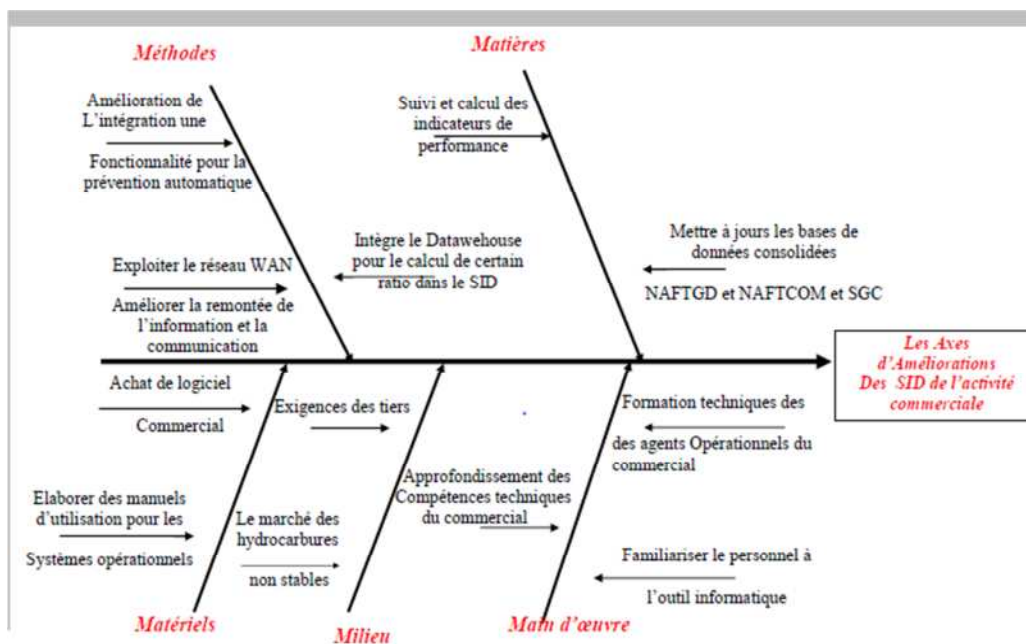 Méthodes
Amélioration de
L'intégration une
Fonctionnalité pour la
prévention automatique
Exploiter le réseau WAN
Améliorer la remontée de
l'information et la
communication
Intègre le Datawehouse
pour le calcul de certain
ratio dans le SID
Matières
Suivi et calcul des
indicateurs de
performance
Mettre à jours les bases de
données consolidées
NAFTGD et NAFTCOM et SGC
Les Axes
d'Améliorations
Des SID de l'activité
commerciale
Achat de logiciel
Commercial
Elaborer des manuels
d'utilisation pour les
Systèmes opérationnels
Matériels
Exigences des tiers
Le marché des
hydrocarbures
non stables
Milieu
Approfondissement des
Compétences techniques
du commercial
Formation techniques des
des agents Opérationnels du
commercial
Familiariser le personnel à
l'outil informatique
Main d'œuvre